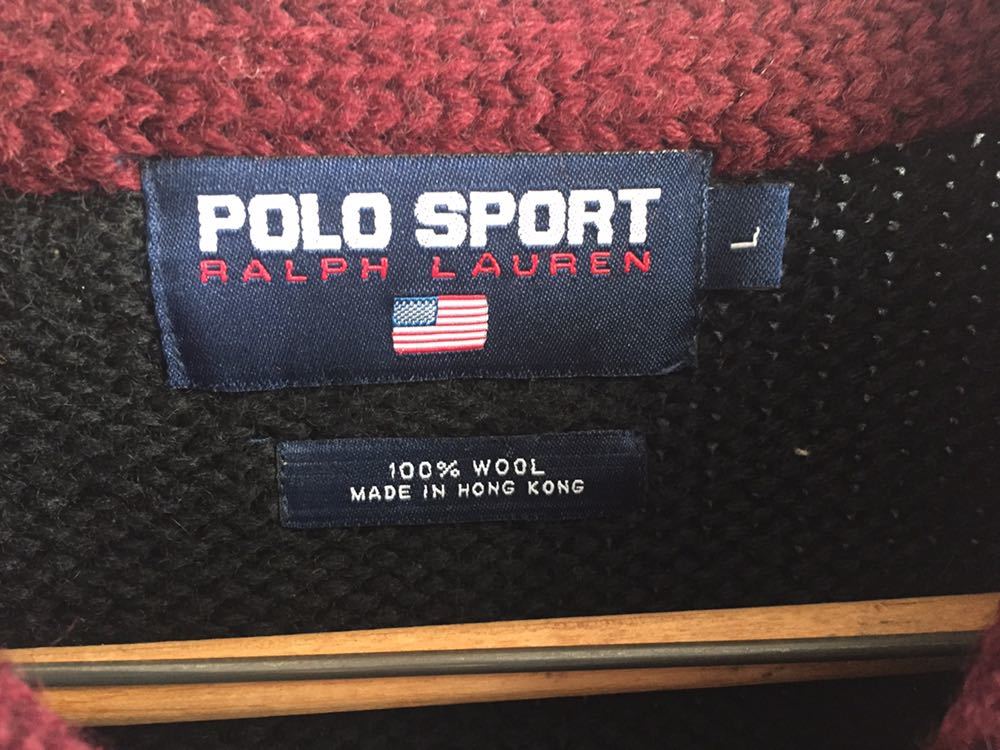 POLO SPORT
RALPH LAUREN
L
100% WOOL
MADE IN HONG KONG